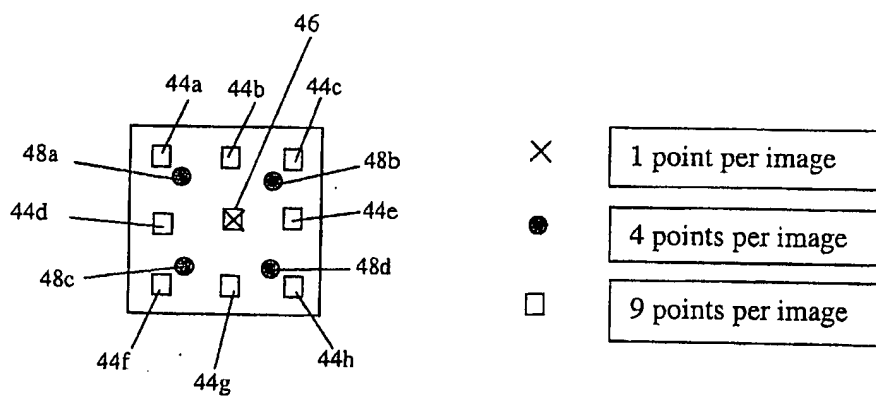 46
44a
44b
44c
48a
48b
44d
44e
48c
48d
44f
44g
44h
1 point per image
4 points per image
9 points per image